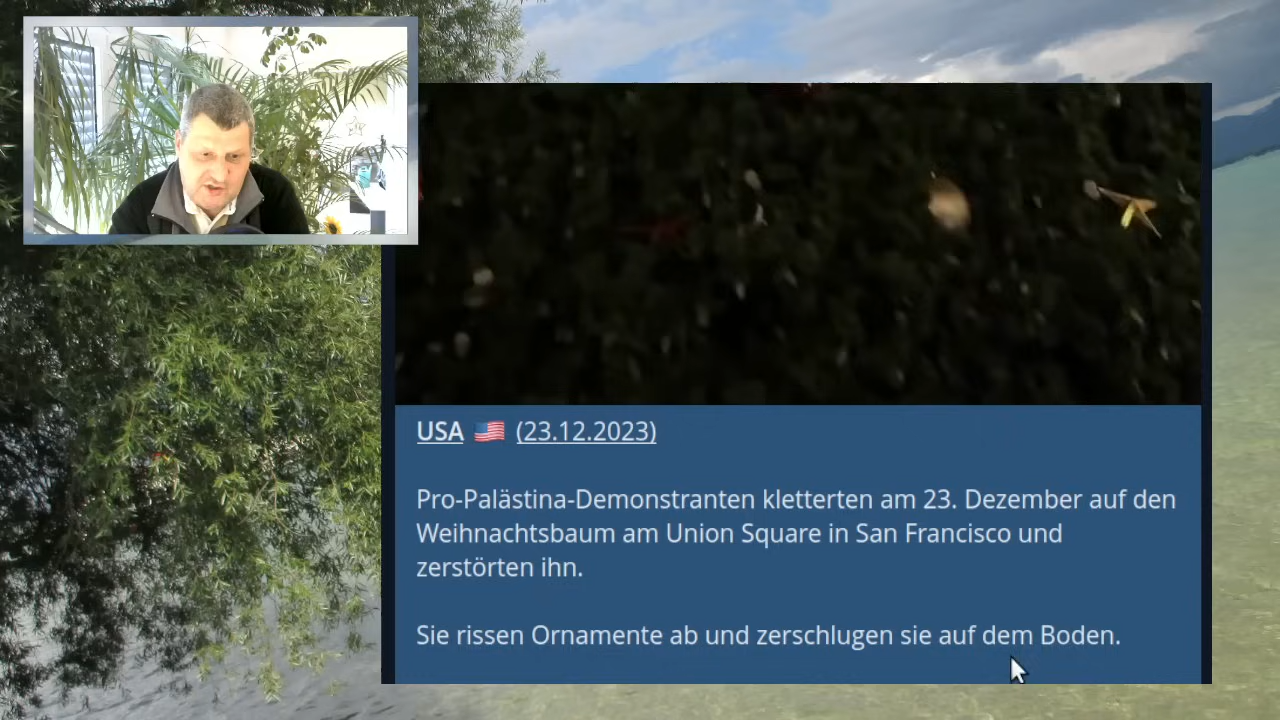 USA 🇺🇸 (23.12.2023)
Pro-Palästina-Demonstranten kletterten am 23. Dezember auf den
Weihnachtsbaum am Union Square in San Francisco und
zerstörten ihn.
Sie rissen Ornamente ab und zerschlugen sie auf dem Boden.